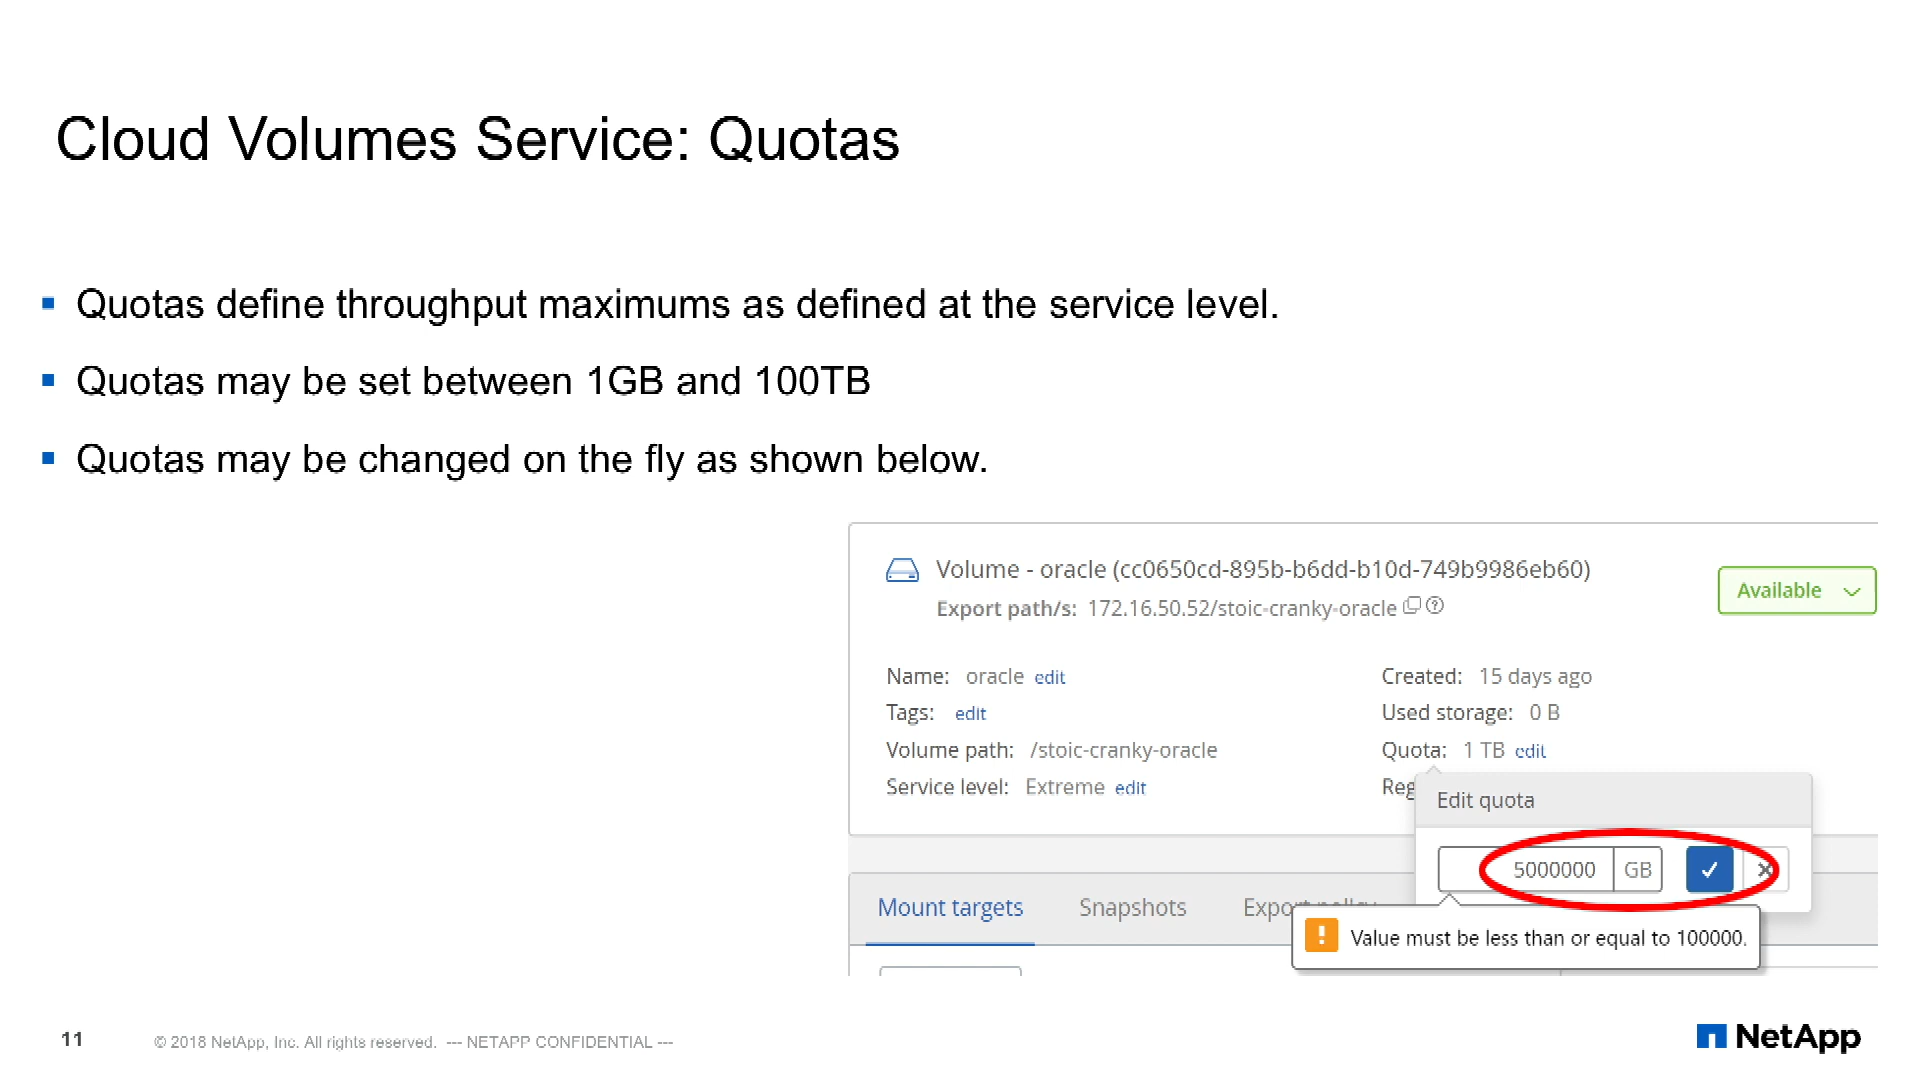 Cloud Volumes Service: Quotas
Quotas define throughput maximums as defined at the service level.
Quotas may be set between 1GB and 100TB
Quotas may be changed on the fly as shown below.
Volume - oracle (cc0650cd-895b-b6dd-b10d-749b9986eb60)
Available
Export path/s: 172.16.50.52/stoic-cranky-oracle
Name: oracle edit
Created: 15 days ago
Tags: edit
Used storage: 0 B
Volume path: /stoic-cranky-oracle
Quota: 1 TB edit
Service level: Extreme edit
Reg
Edit quota
5000000 GB
Mount targets Snapshots Export policy
Value must be less than or equal to 100000.
11
© 2018 NetApp, Inc. All rights reserved. --- NETAPP CONFIDENTIAL ---
NetApp